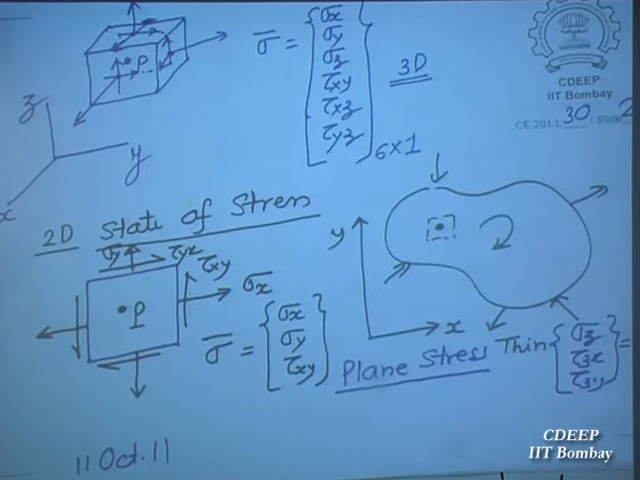 P
z
y
x
σ̄ = {σx
σy
σz
τxy
τxz
τyz} 6×1
3D
CDEEP
IIT Bombay
CE 201 L 30 / Slide 2
2D State of Stress
σy τyx
τxy
σx
P
σ̄ = {σx
σy
τxy}
y
x
Plane Stress Thin {σz
τzx
τzy} =
11 Oct. 11
CDEEP
IIT Bombay